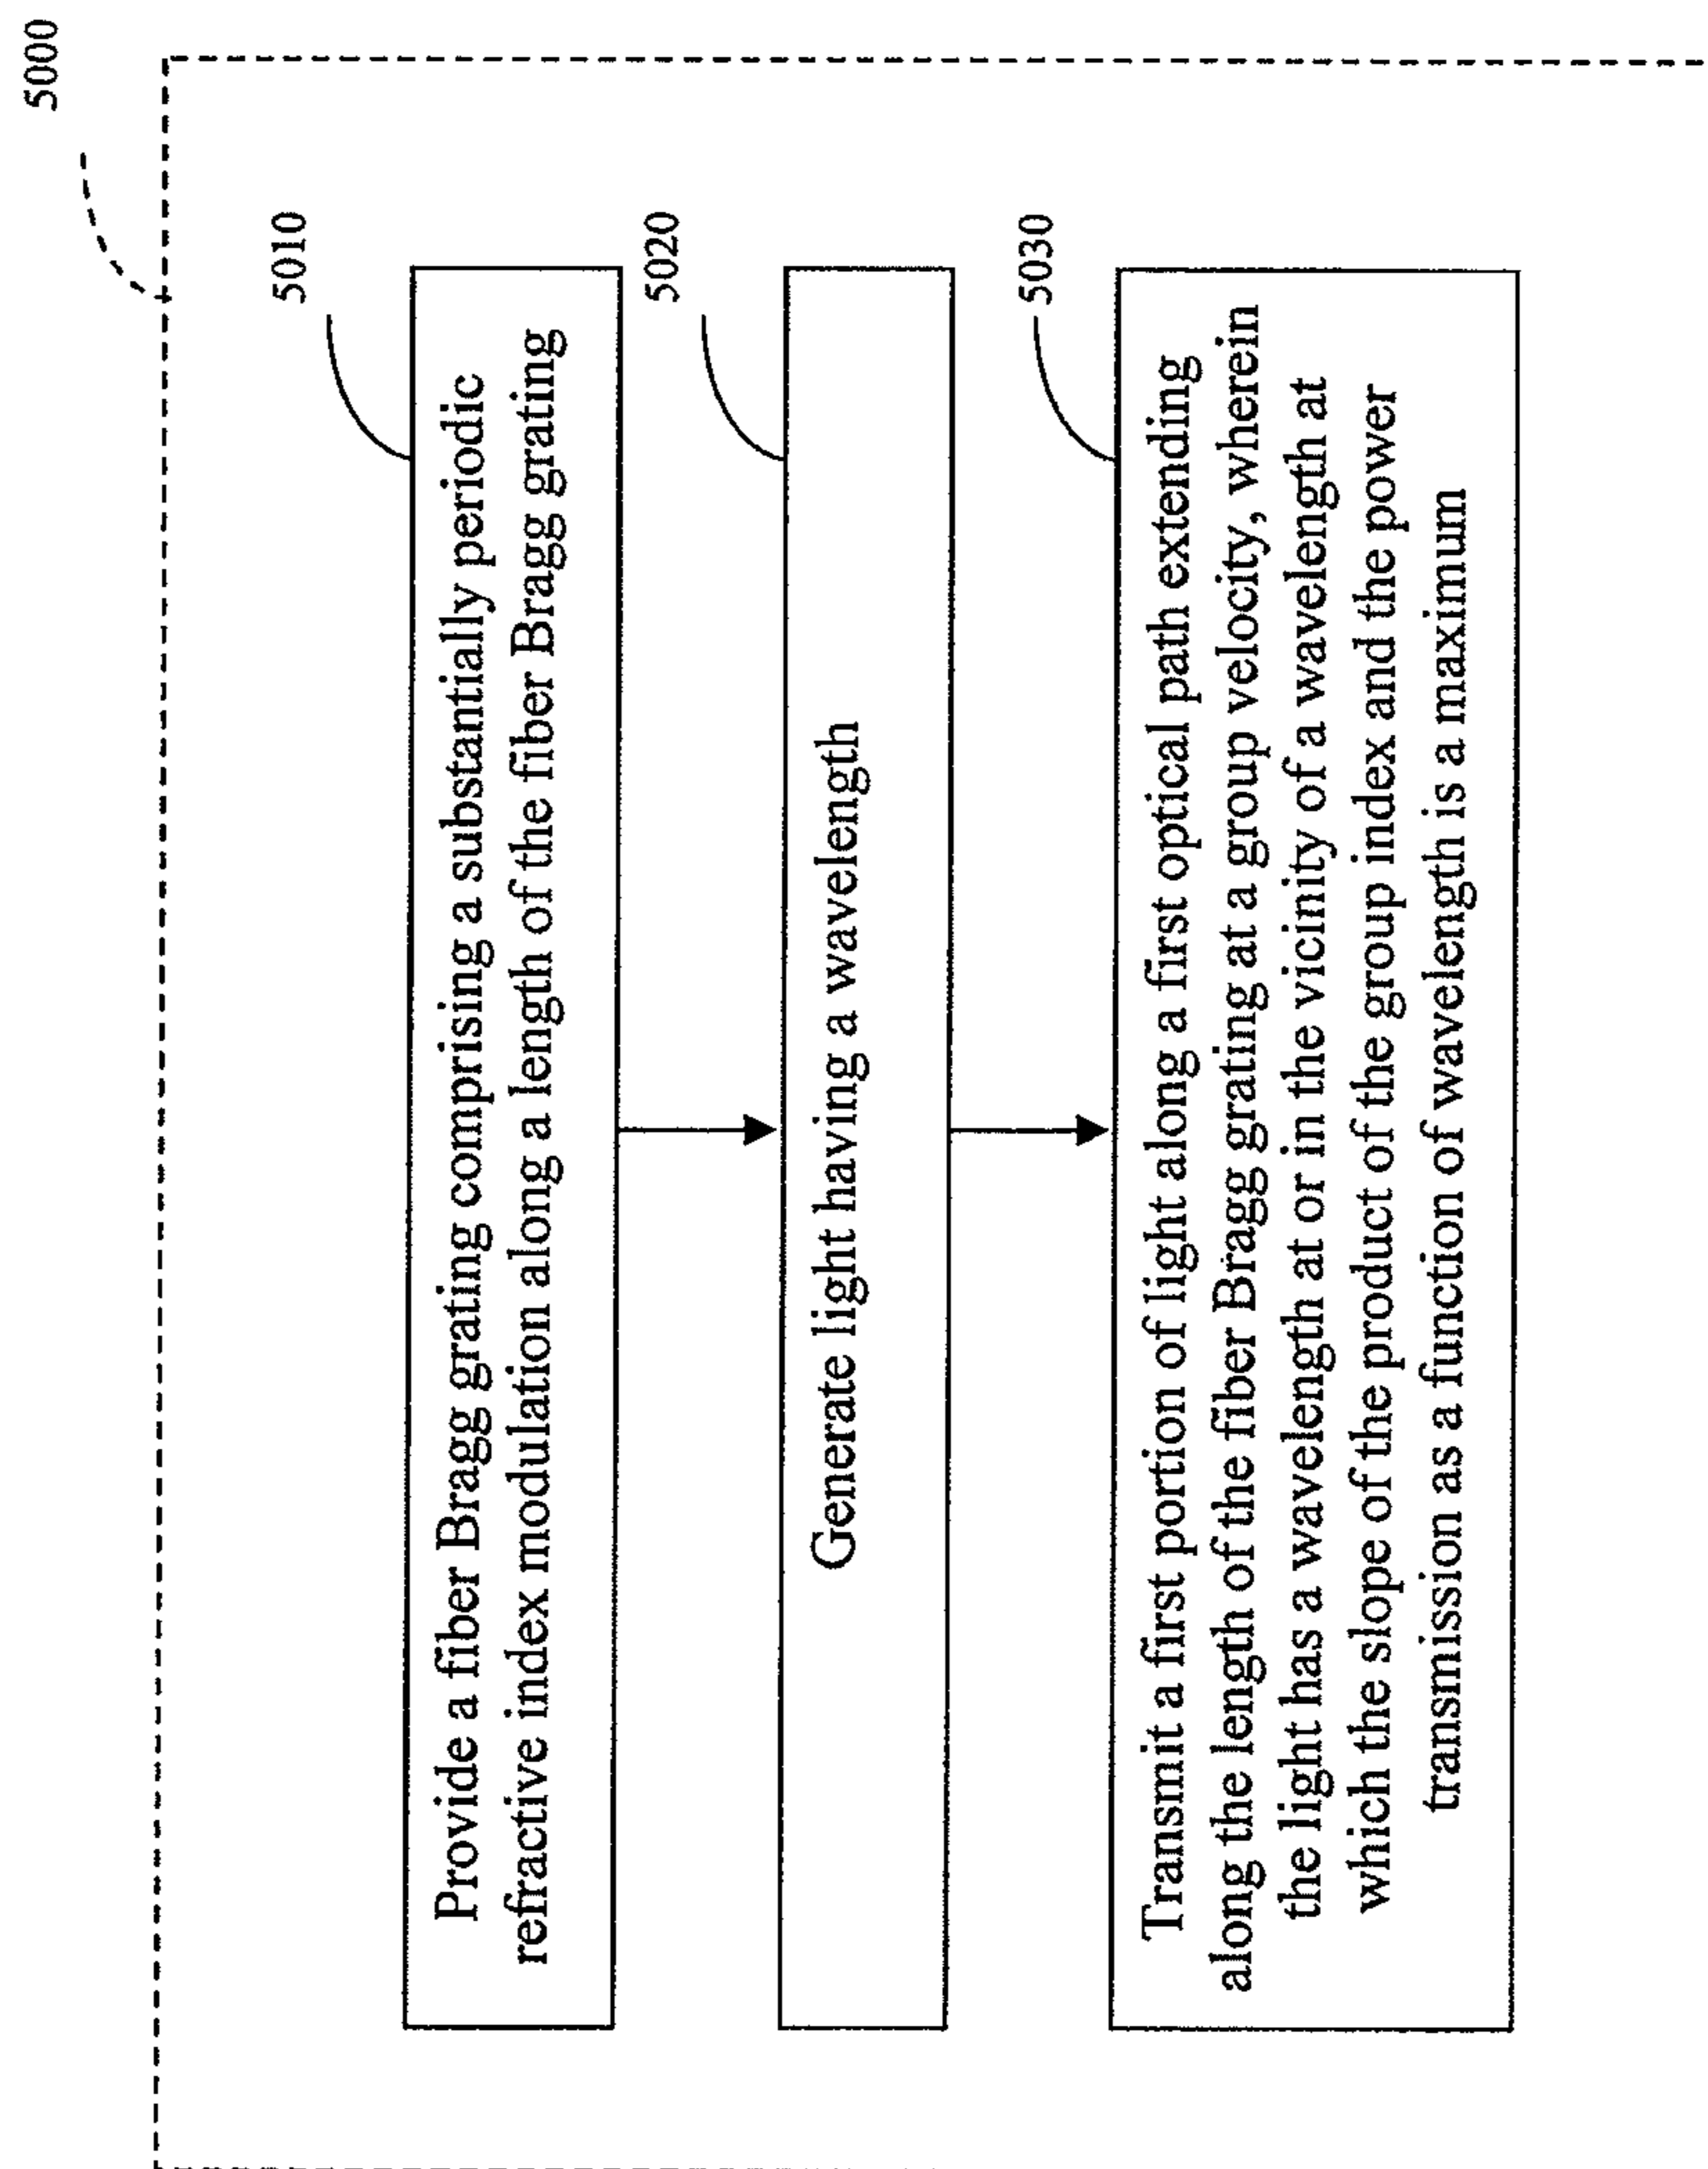 5000
5010
Provide a fiber Bragg grating comprising a substantially periodic
refractive index modulation along a length of the fiber Bragg grating
5020
Generate light having a wavelength
5030
Transmit a first portion of light along a first optical path extending
along the length of the fiber Bragg grating at a group velocity, wherein
the light has a wavelength at or in the vicinity of a wavelength at
which the slope of the product of the group index and the power
transmission as a function of wavelength is a maximum